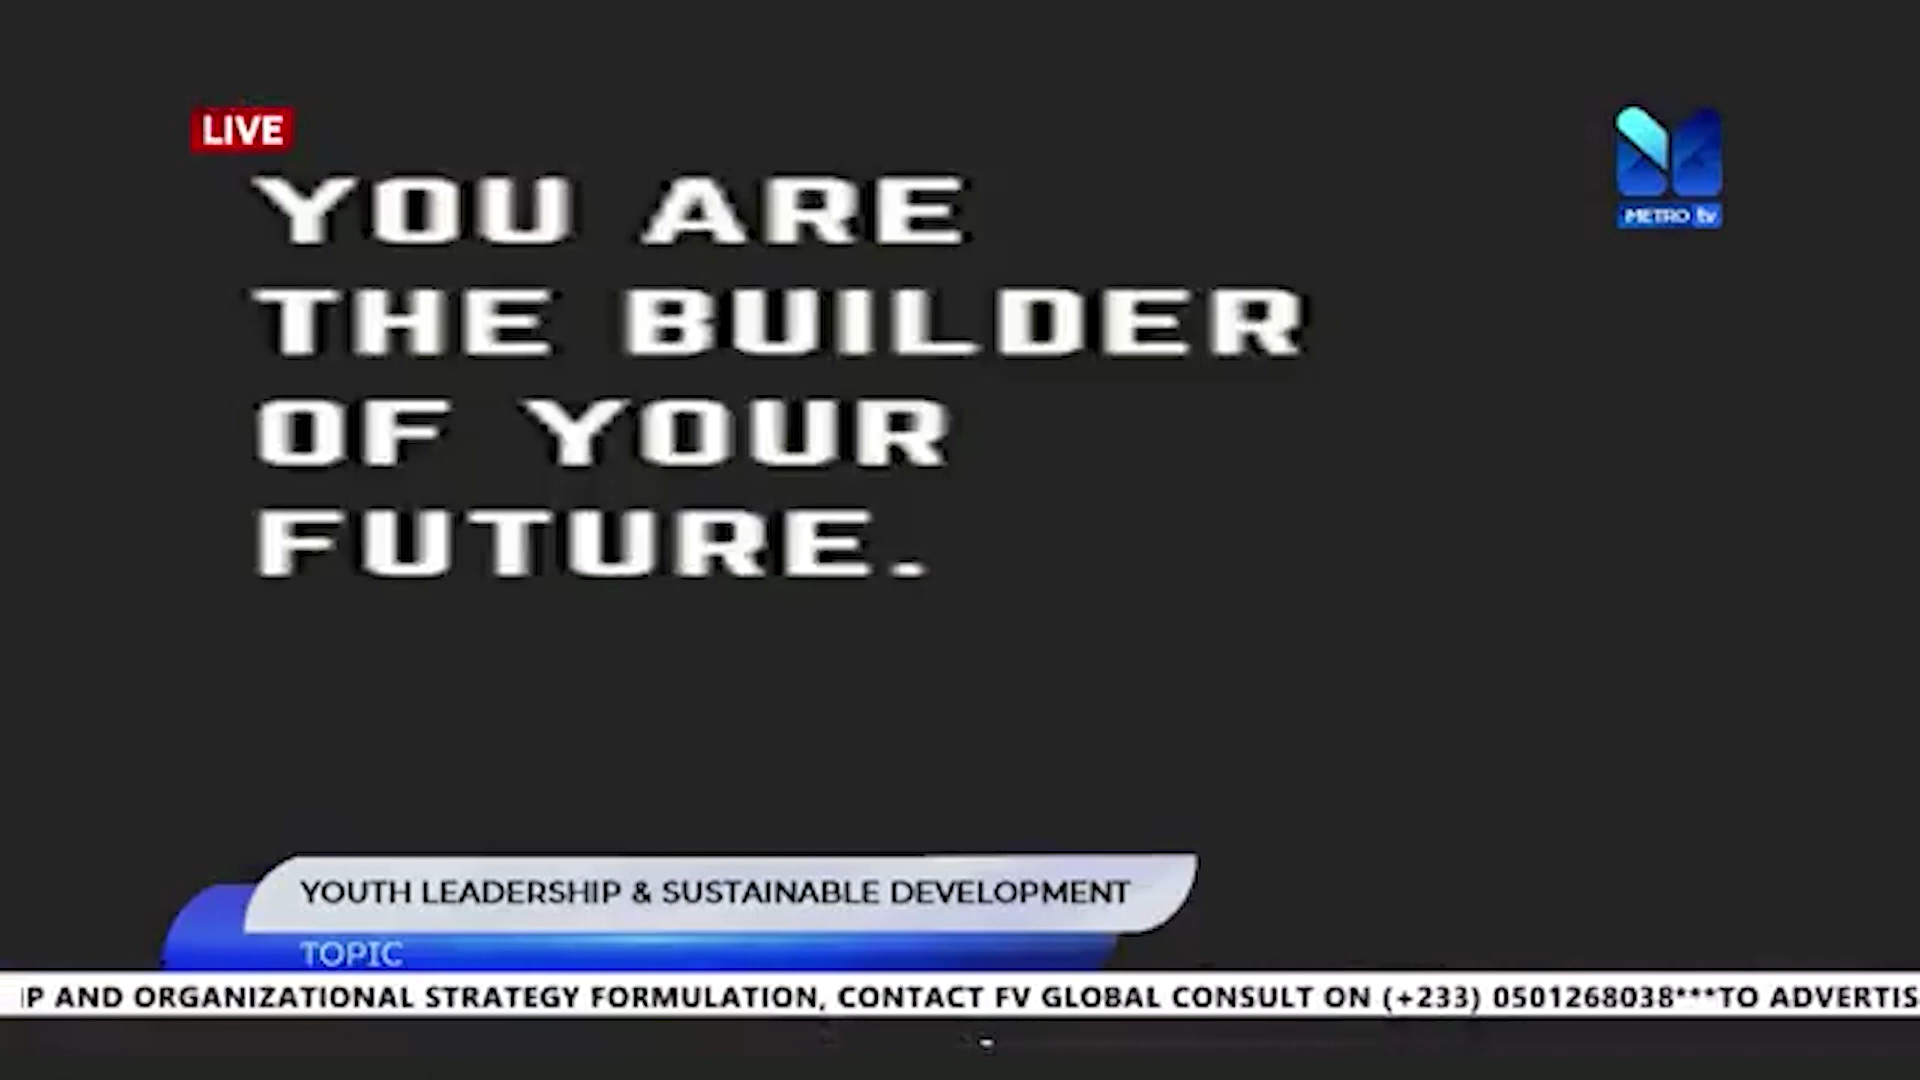 LIVE
METRO tv
YOU ARE
THE BUILDER
OF YOUR
FUTURE.
YOUTH LEADERSHIP & SUSTAINABLE DEVELOPMENT
TOPIC
P AND ORGANIZATIONAL STRATEGY FORMULATION, CONTACT FV GLOBAL CONSULT ON (+233) 0501268038***TO ADVERTIS